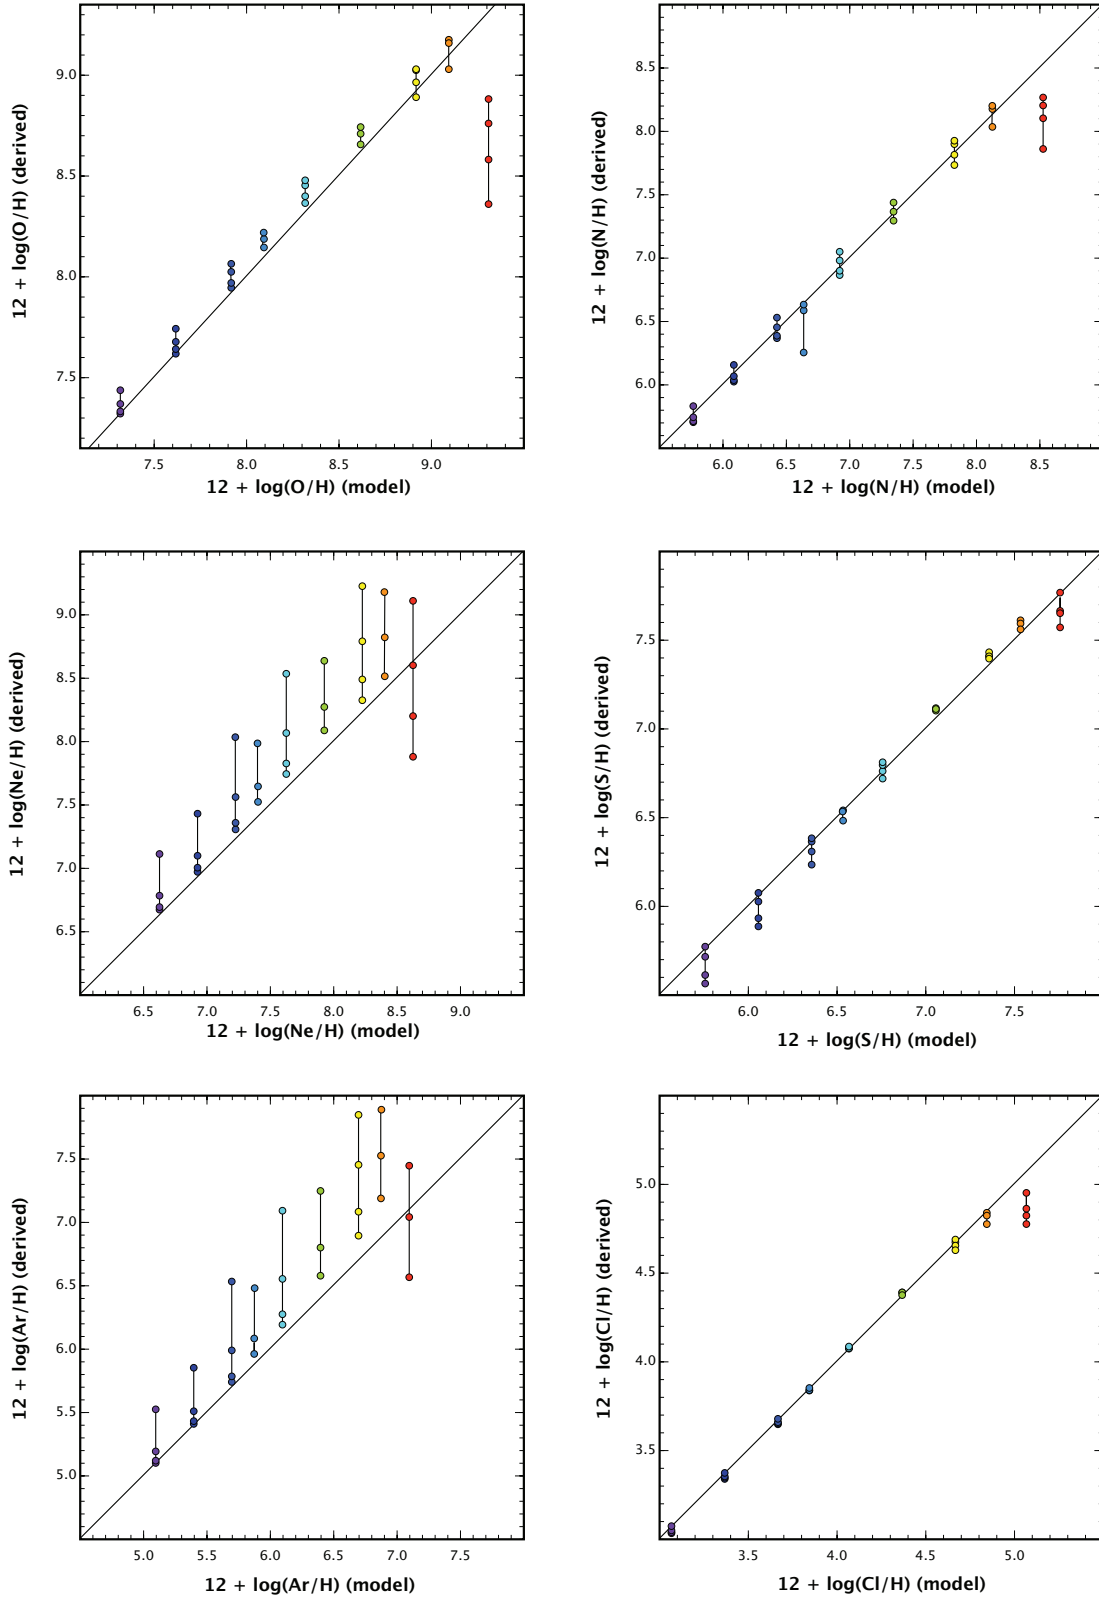 9.0
8.5
8.0
7.5
12 + log(O/H) (derived)
7.5 8.0 8.5 9.0
12 + log(O/H) (model)
8.5
8.0
7.5
7.0
6.5
6.0
12 + log(N/H) (derived)
6.0 6.5 7.0 7.5 8.0 8.5
12 + log(N/H) (model)
9.0
8.5
8.0
7.5
7.0
6.5
12 + log(Ne/H) (derived)
6.5 7.0 7.5 8.0 8.5 9.0
12 + log(Ne/H) (model)
7.5
7.0
6.5
6.0
12 + log(S/H) (derived)
6.0 6.5 7.0 7.5
12 + log(S/H) (model)
7.5
7.0
6.5
6.0
5.5
5.0
12 + log(Ar/H) (derived)
5.0 5.5 6.0 6.5 7.0 7.5
12 + log(Ar/H) (model)
5.0
4.5
4.0
3.5
12 + log(Cl/H) (derived)
3.5 4.0 4.5 5.0
12 + log(Cl/H) (model)